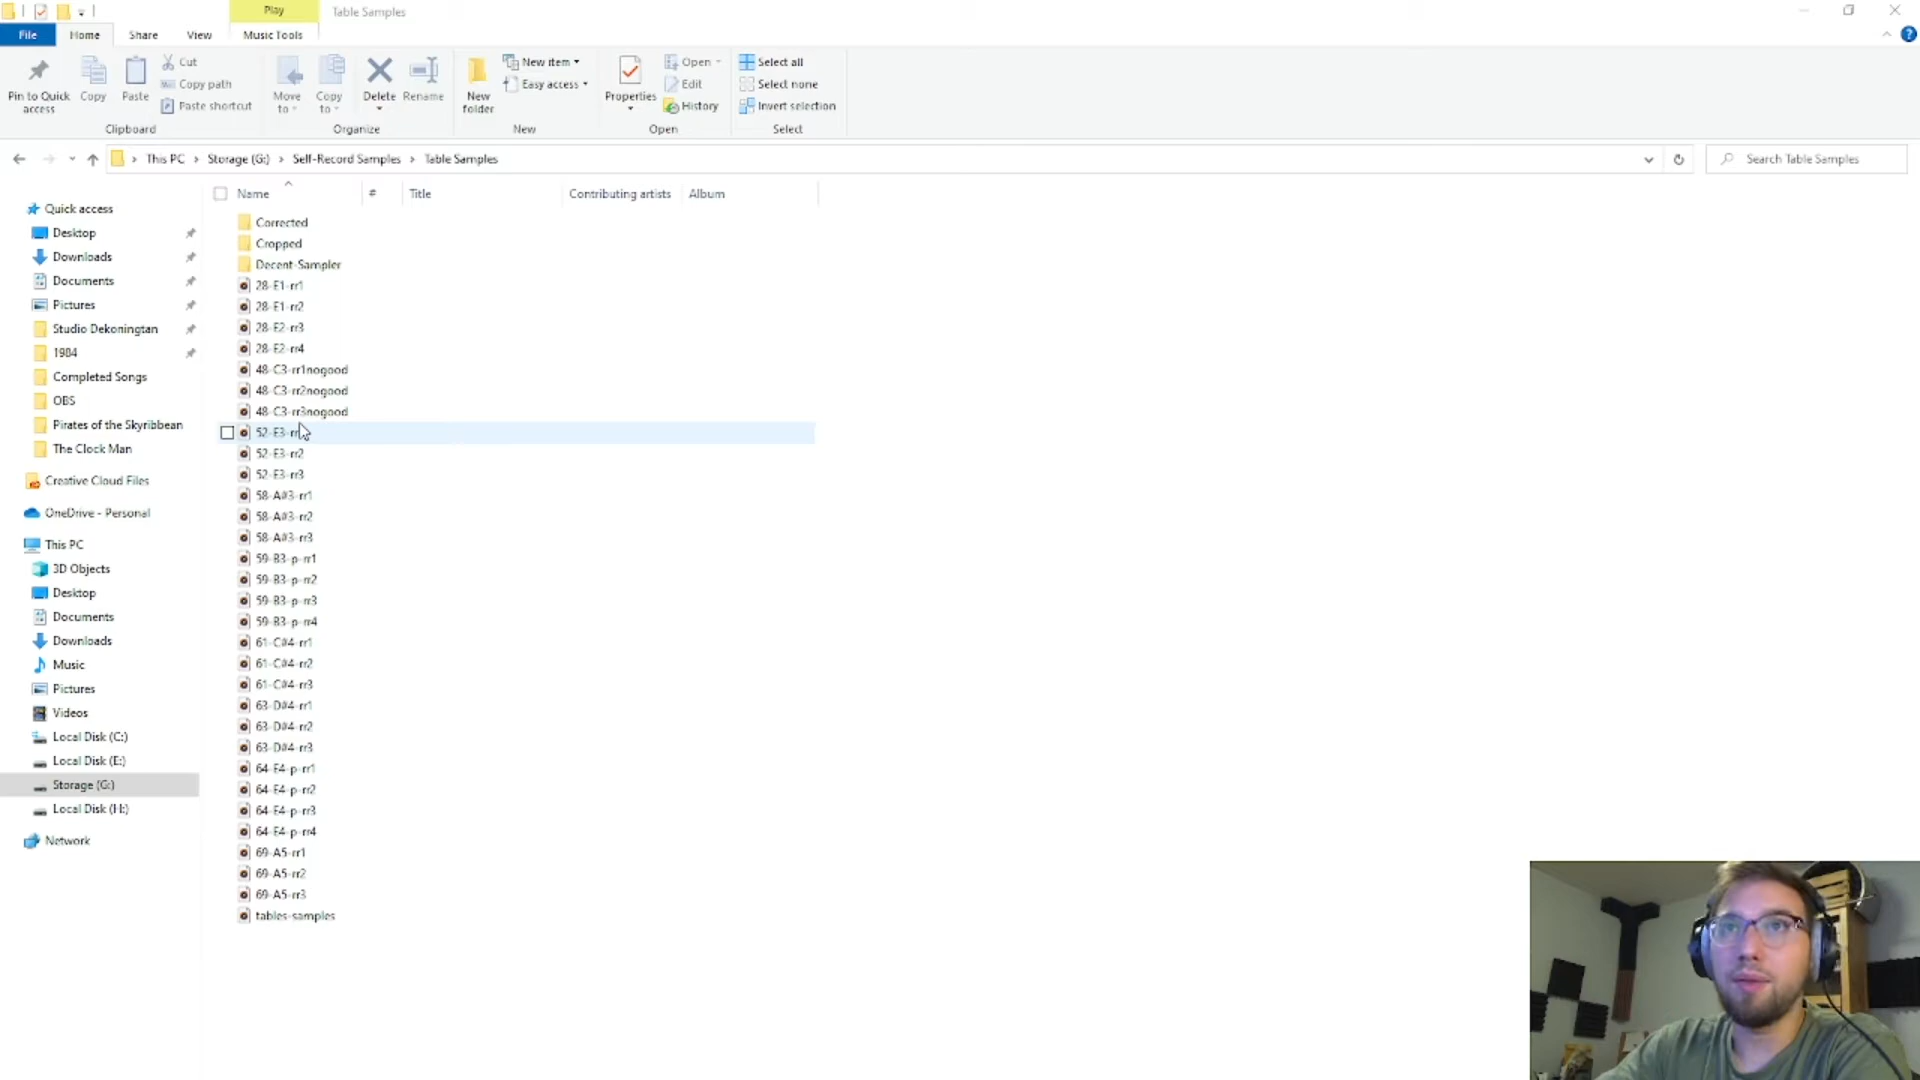 Play
Table Samples
File
Home
Share
View
Music Tools
Pin to Quick access
Copy
Paste
Cut
Copy path
Paste shortcut
Clipboard
Move to
Copy to
Delete
Rename
Organize
New folder
New item
Easy access
New
Properties
Open
Edit
History
Open
Select all
Select none
Invert selection
Select
This PC > Storage (G:) > Self-Record Samples > Table Samples
Search Table Samples
Name
#
Title
Contributing artists
Album
Quick access
Desktop
Downloads
Documents
Pictures
Studio Dekoningtan
1984
Completed Songs
OBS
Pirates of the Skyribbean
The Clock Man
Creative Cloud Files
OneDrive - Personal
This PC
3D Objects
Desktop
Documents
Downloads
Music
Pictures
Videos
Local Disk (C:)
Local Disk (E:)
Storage (G:)
Local Disk (H:)
Network
Corrected
Cropped
Decent-Sampler
28-E1-rr1
28-E1-rr2
28-E2-rr3
28-E2-rr4
48-C3-rr1nogood
48-C3-rr2nogood
48-C3-rr3nogood
52-E3-rr
52-E3-rr2
52-E3-rr3
58-A#3-rr1
58-A#3-rr2
58-A#3-rr3
59-B3-p-rr1
59-B3-p-rr2
59-B3-p-rr3
59-B3-p-rr4
61-C#4-rr1
61-C#4-rr2
61-C#4-rr3
63-D#4-rr1
63-D#4-rr2
63-D#4-rr3
64-E4-p-rr1
64-E4-p-rr2
64-E4-p-rr3
64-E4-p-rr4
69-A5-rr1
69-A5-rr2
69-A5-rr3
tables-samples